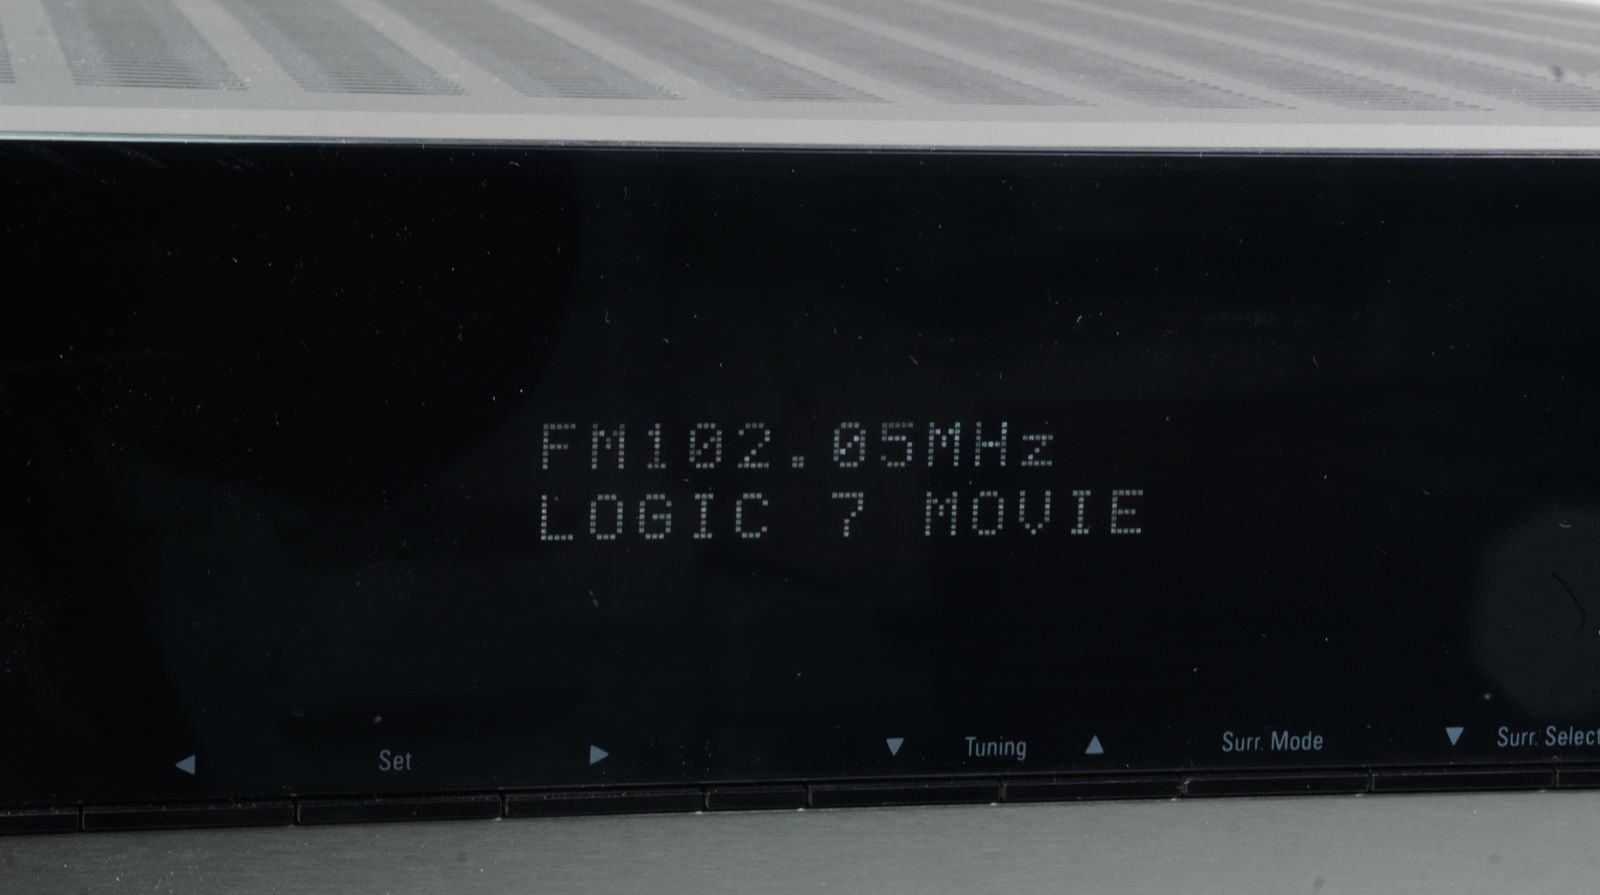 FM102.05MHz
LOGIC 7 MOVIE
◀ Set ▶ ▼ Tuning ▲ Surr. Mode ▼ Surr. Select